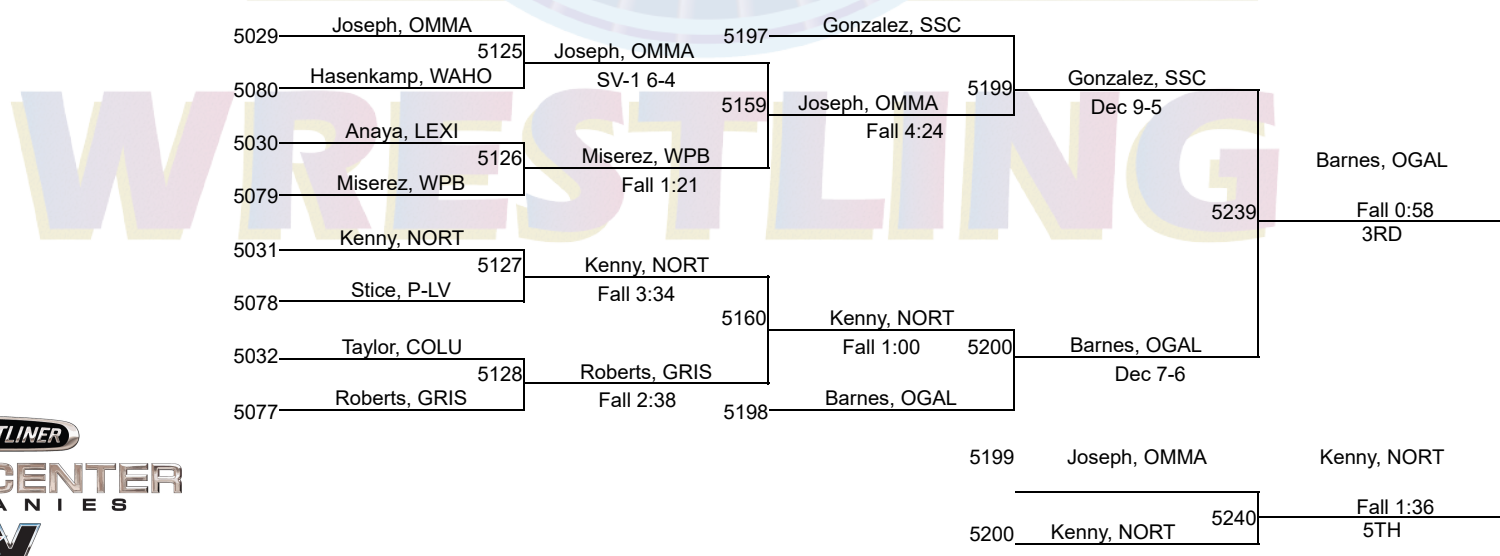 WRESTLING
5029
Joseph, OMMA
5125
5080
Hasenkamp, WAHO
Joseph, OMMA
SV-1 6-4
5030
Anaya, LEXI
5126
5079
Miserez, WPB
Miserez, WPB
Fall 1:21
5159
Joseph, OMMA
Fall 4:24
5197
Gonzalez, SSC
5199
Gonzalez, SSC
Dec 9-5
5031
Kenny, NORT
5127
5078
Stice, P-LV
Kenny, NORT
Fall 3:34
5032
Taylor, COLU
5128
5077
Roberts, GRIS
Roberts, GRIS
Fall 2:38
5160
Kenny, NORT
Fall 1:00
5198
Barnes, OGAL
5200
Barnes, OGAL
Dec 7-6
5239
Barnes, OGAL
Fall 0:58
3RD
5199
Joseph, OMMA
5200
Kenny, NORT
5240
Kenny, NORT
Fall 1:36
5TH
TLINER
CENTER
ANIES